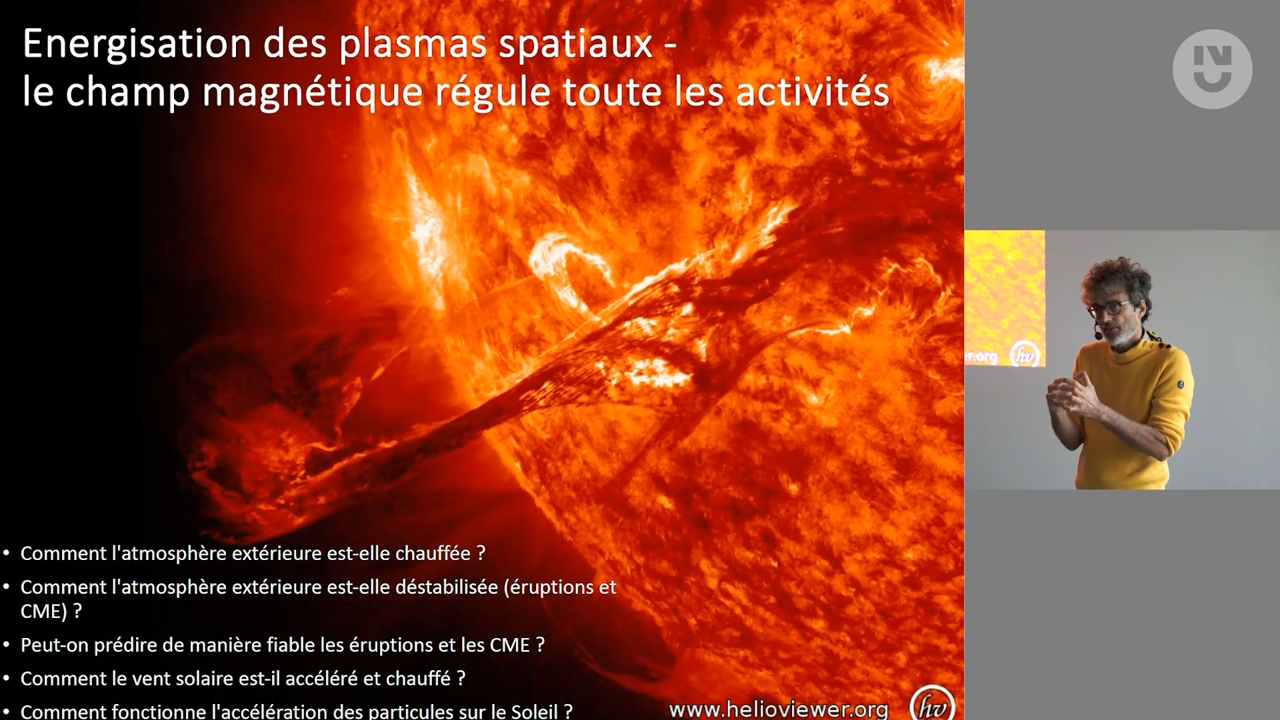 Energisation des plasmas spatiaux -
le champ magnétique régule toute les activités
• Comment l'atmosphère extérieure est-elle chauffée ?
• Comment l'atmosphère extérieure est-elle déstabilisée (éruptions et
CME) ?
• Peut-on prédire de manière fiable les éruptions et les CME ?
• Comment le vent solaire est-il accéléré et chauffé ?
• Comment fonctionne l'accélération des particules sur le Soleil ?
www.helioviewer.org
hv
er.org
hv